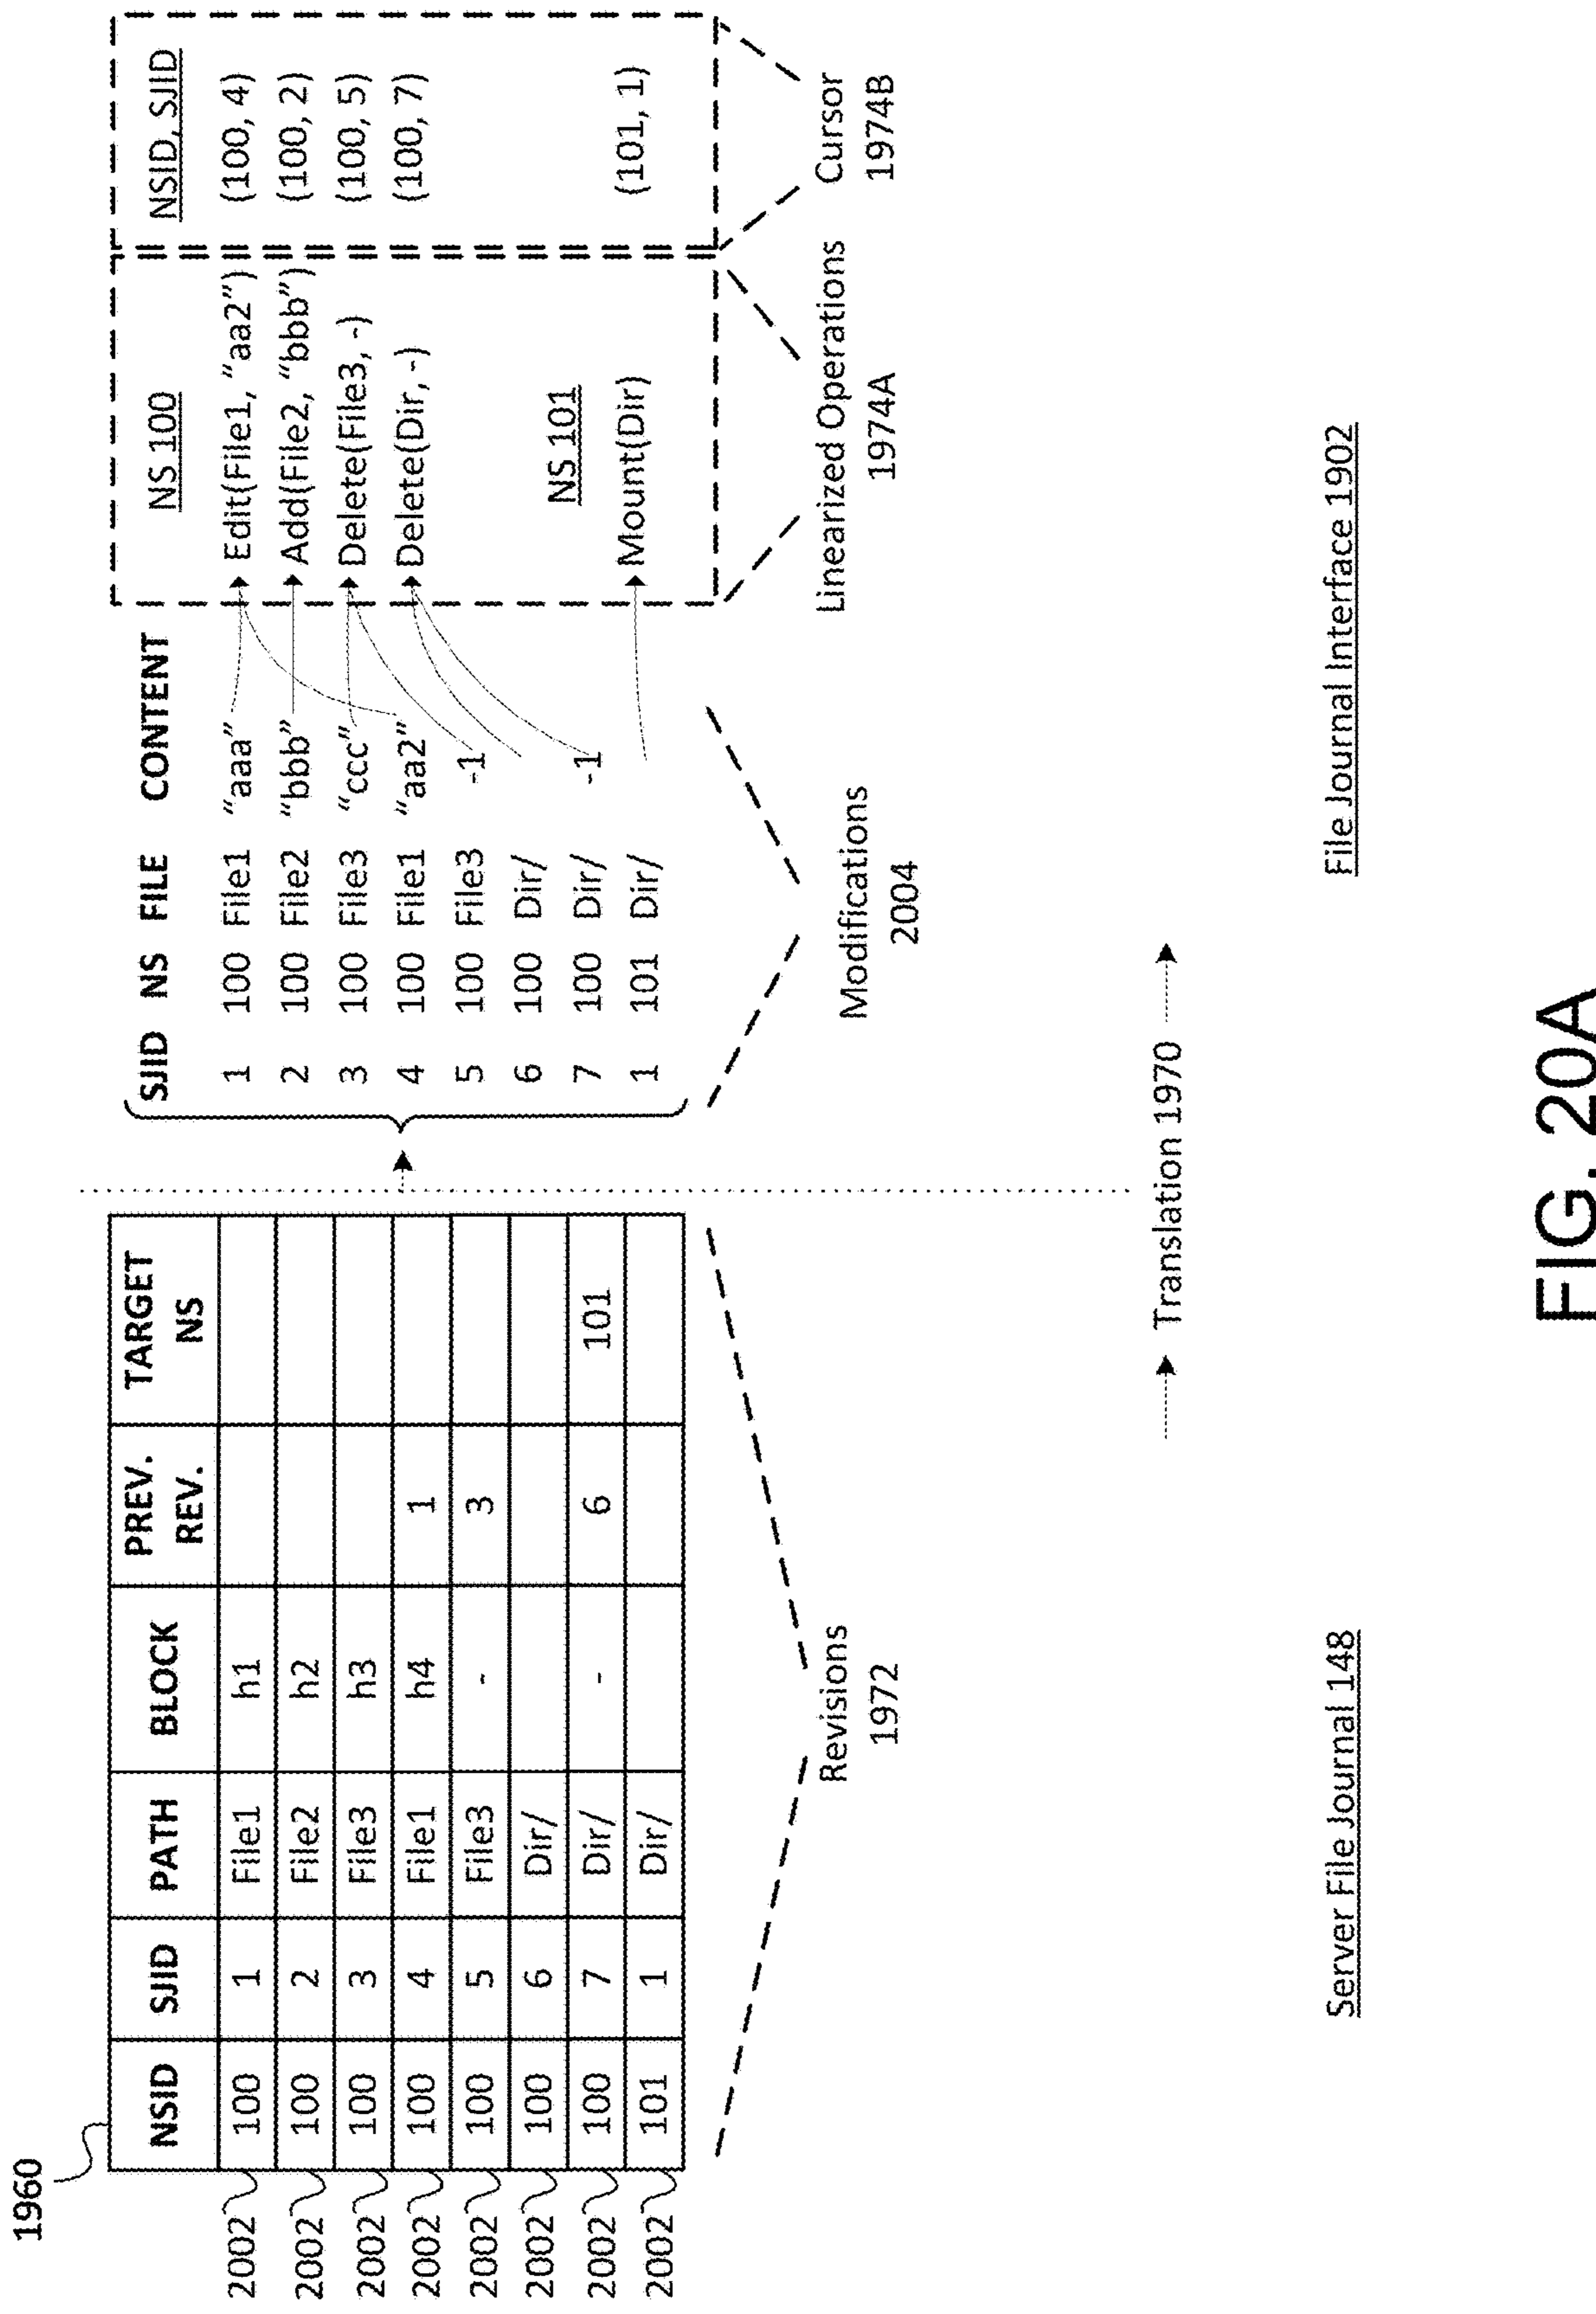 1960
NSID SJID PATH BLOCK PREV. REV. TARGET NS
2002 100 1 File1 h1
2002 100 2 File2 h2
2002 100 3 File3 h3
2002 100 4 File1 h4 1
2002 100 5 File3 - 3
2002 100 6 Dir/
2002 100 7 Dir/ - 6 101
2002 101 1 Dir/
Revisions
1972
SJID NS FILE CONTENT
1 100 File1 “aaa”
2 100 File2 “bbb”
3 100 File3 “ccc”
4 100 File1 “aa2”
5 100 File3 -1
6 100 Dir/
7 100 Dir/ -1
1 101 Dir/
Modifications
2004
NS 100
Edit(File1, “aa2”)
Add(File2, “bbb”)
Delete(File3, -)
Delete(Dir, -)
NS 101
Mount(Dir)
Linearized Operations
1974A
NSID, SJID
(100, 4)
(100, 2)
(100, 5)
(100, 7)
(101, 1)
Cursor
1974B
Translation 1970
Server File Journal 148
File Journal Interface 1902
FIG. 20A